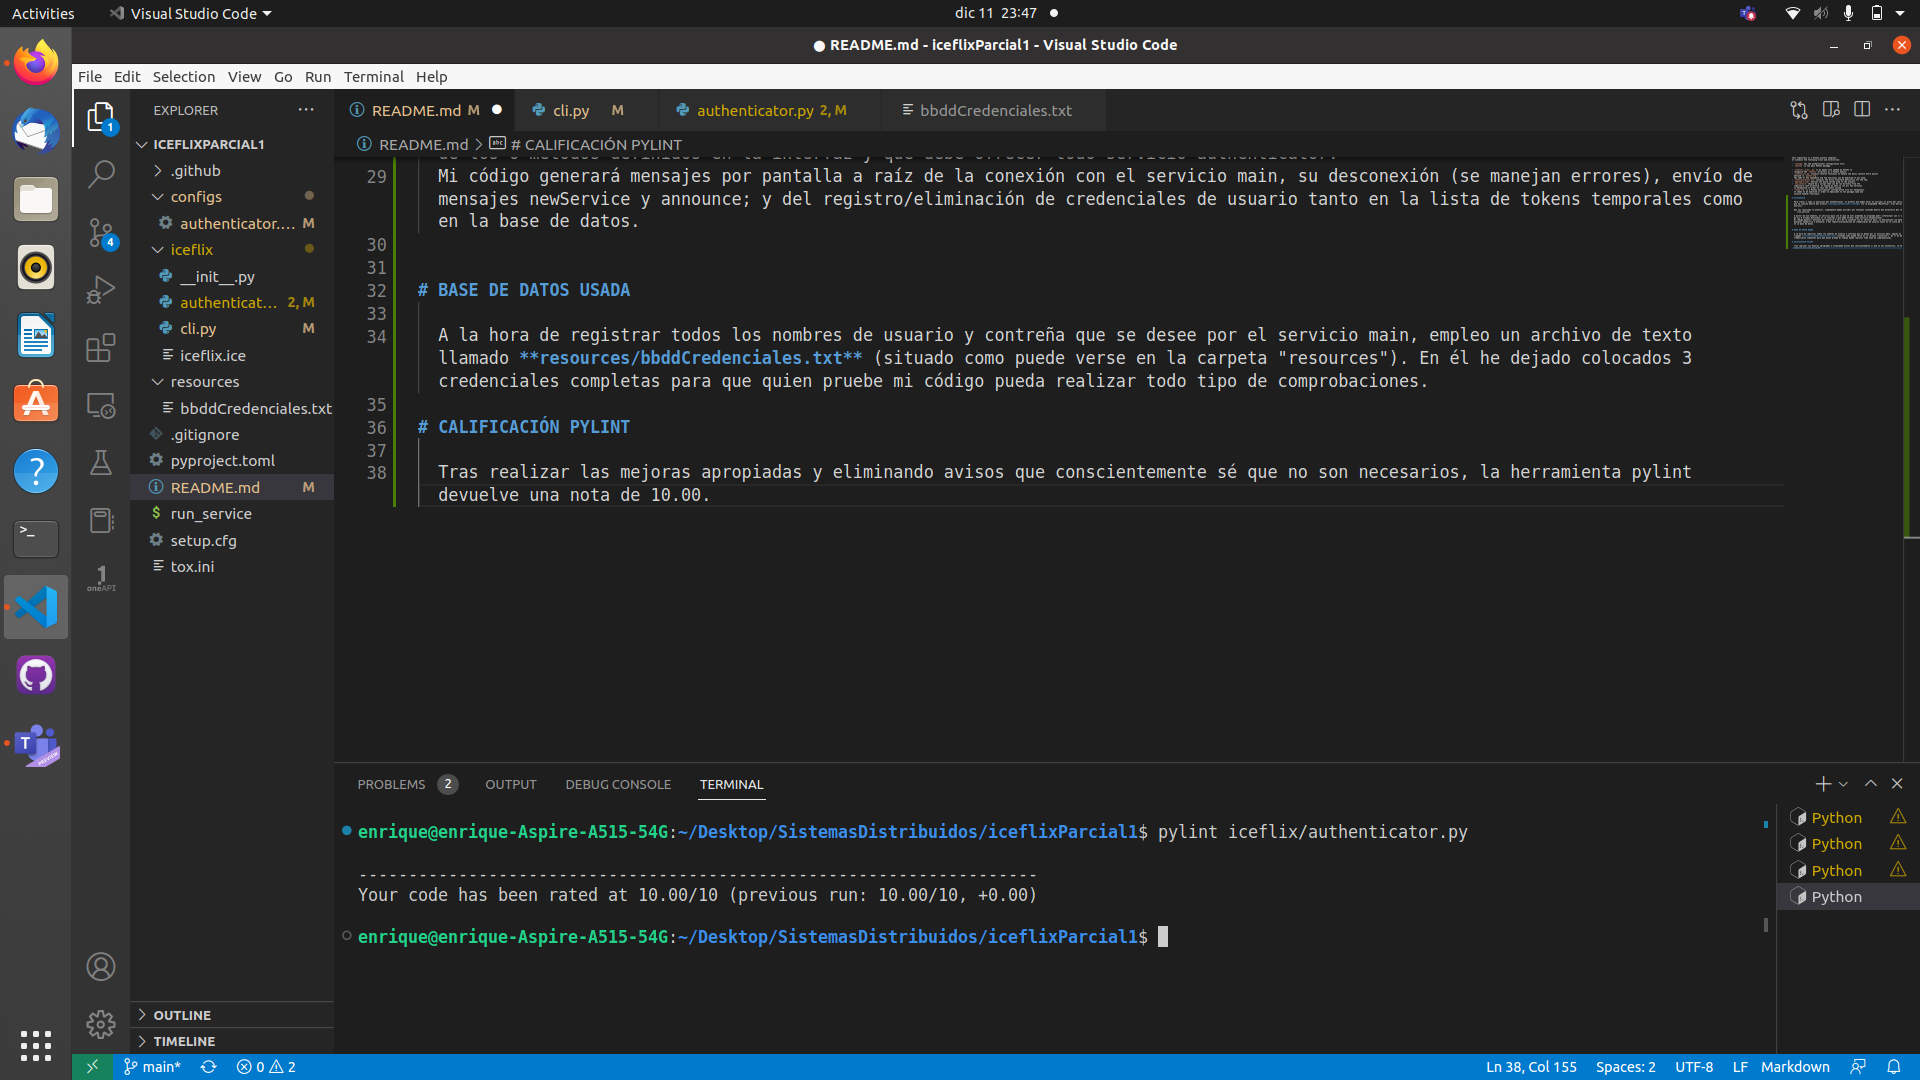 Activities
Visual Studio Code
dic 11 23:47
README.md - iceflixParcial1 - Visual Studio Code
File Edit Selection View Go Run Terminal Help
EXPLORER
ICEFLIXPARCIAL1
.github
configs
authenticator.... M
iceflix
__init__.py
authenticat... 2, M
cli.py M
iceflix.ice
resources
bbddCredenciales.txt
.gitignore
pyproject.toml
README.md M
run_service
setup.cfg
tox.ini
OUTLINE
TIMELINE
1
4
oneAPI
README.md M
cli.py M
authenticator.py 2, M
bbddCredenciales.txt
README.md > # CALIFICACIÓN PYLINT
29 Mi código generará mensajes por pantalla a raíz de la conexión con el servicio main, su desconexión (se manejan errores), envío de
mensajes newService y announce; y del registro/eliminación de credenciales de usuario tanto en la lista de tokens temporales como
en la base de datos.
30
31
32 # BASE DE DATOS USADA
33
34 A la hora de registrar todos los nombres de usuario y contreña que se desee por el servicio main, empleo un archivo de texto
llamado **resources/bbddCredenciales.txt** (situado como puede verse en la carpeta "resources"). En él he dejado colocados 3
credenciales completas para que quien pruebe mi código pueda realizar todo tipo de comprobaciones.
35
36 # CALIFICACIÓN PYLINT
37
38 Tras realizar las mejoras apropiadas y eliminando avisos que conscientemente sé que no son necesarios, la herramienta pylint
devuelve una nota de 10.00.
PROBLEMS 2 OUTPUT DEBUG CONSOLE TERMINAL
enrique@enrique-Aspire-A515-54G:~/Desktop/SistemasDistribuidos/iceflixParcial1$ pylint iceflix/authenticator.py
--------------------------------------------------------------------
Your code has been rated at 10.00/10 (previous run: 10.00/10, +0.00)
enrique@enrique-Aspire-A515-54G:~/Desktop/SistemasDistribuidos/iceflixParcial1$
Python
Python
Python
Python
main* 0 2
Ln 38, Col 155 Spaces: 2 UTF-8 LF Markdown